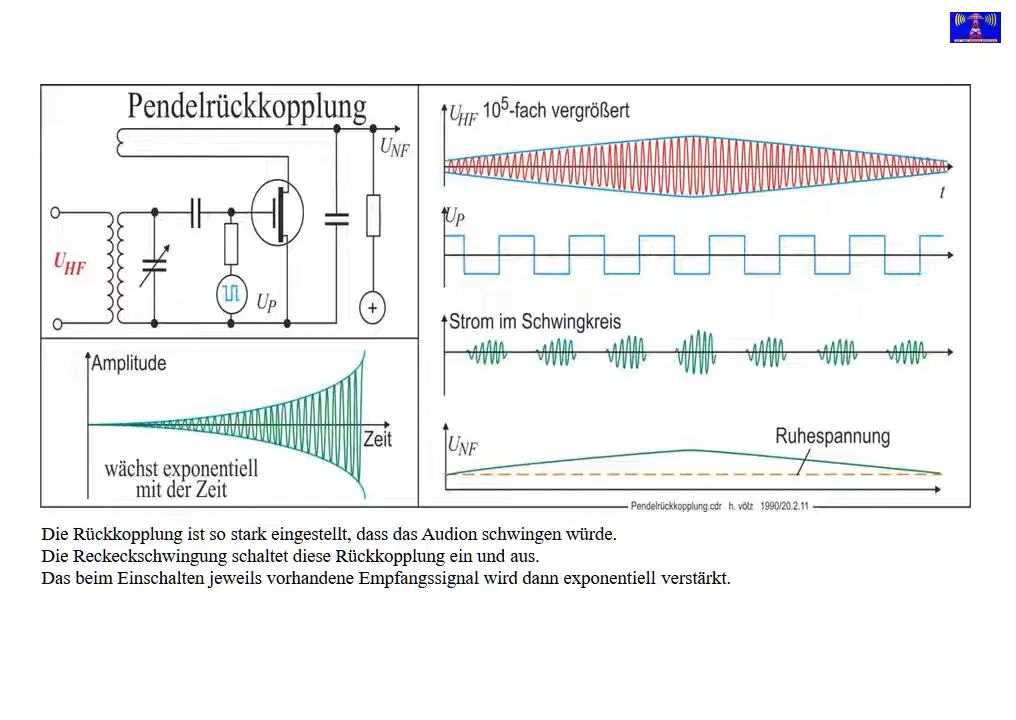 Pendelrückkopplung
U_NF
U_HF
U_P
+
Amplitude
Zeit
wächst exponentiell
mit der Zeit
U_HF 10⁵-fach vergrößert
t
U_P
Strom im Schwingkreis
U_NF
Ruhespannung
Pendelrückkopplung.cdr h. völz 1990/20.2.11
Die Rückkopplung ist so stark eingestellt, dass das Audion schwingen würde.
Die Reckeckschwingung schaltet diese Rückkopplung ein und aus.
Das beim Einschalten jeweils vorhandene Empfangssignal wird dann exponentiell verstärkt.